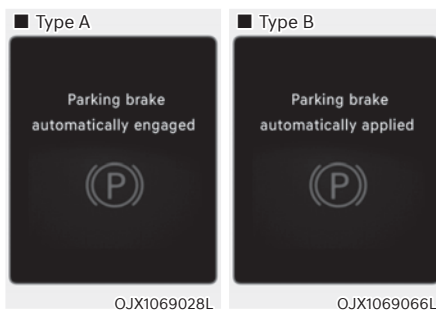 ■ Type A
Parking brake
automatically engaged
P
OJX1069028L
■ Type B
Parking brake
automatically applied
P
OJX1069066L